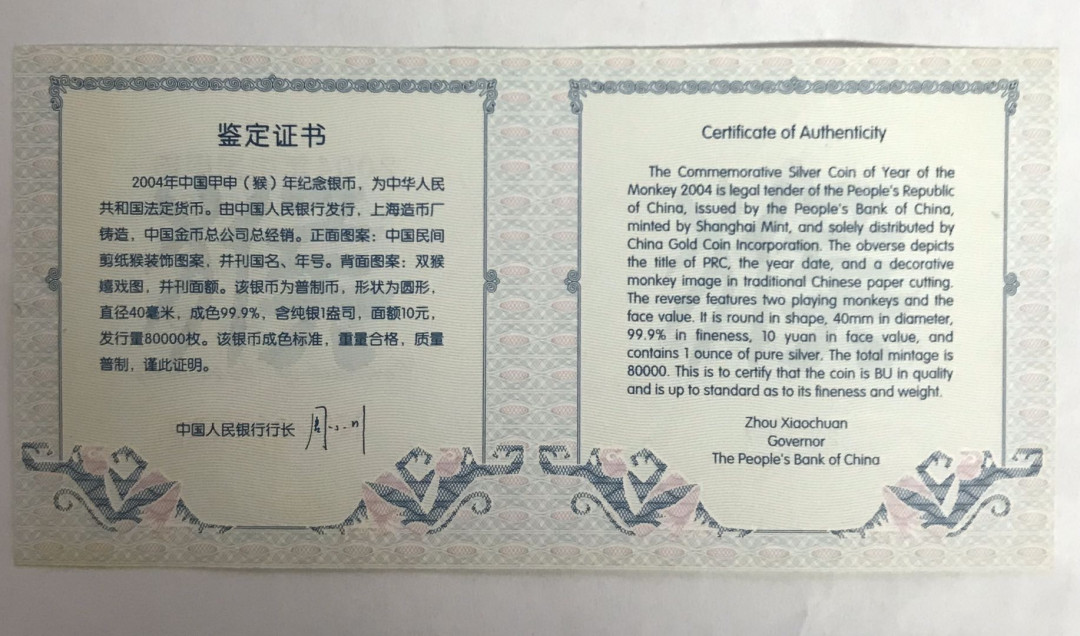 鉴定证书
2004年中国甲申（猴）年纪念银币，为中华人民
共和国法定货币。由中国人民银行发行，上海造币厂
铸造，中国金币总公司总经销。正面图案：中国民间
剪纸猴装饰图案，并刊国名、年号。背面图案：双猴
嬉戏图，并刊面额。该银币为普制币，形状为圆形，
直径40毫米，成色99.9%，含纯银1盎司，面额10元，
发行量80000枚。该银币成色标准，重量合格，质量
普制，谨此证明。
中国人民银行行长 周小川
Certificate of Authenticity
The Commemorative Silver Coin of Year of the
Monkey 2004 is legal tender of the People's Republic
of China, issued by the People's Bank of China,
minted by Shanghai Mint, and solely distributed by
China Gold Coin Incorporation. The obverse depicts
the title of PRC, the year date, and a decorative
monkey image in traditional Chinese paper cutting.
The reverse features two playing monkeys and the
face value. It is round in shape, 40mm in diameter,
99.9% in fineness, 10 yuan in face value, and
contains 1 ounce of pure silver. The total mintage is
80000. This is to certify that the coin is BU in quality
and is up to standard as to its fineness and weight.
Zhou Xiaochuan
Governor
The People's Bank of China